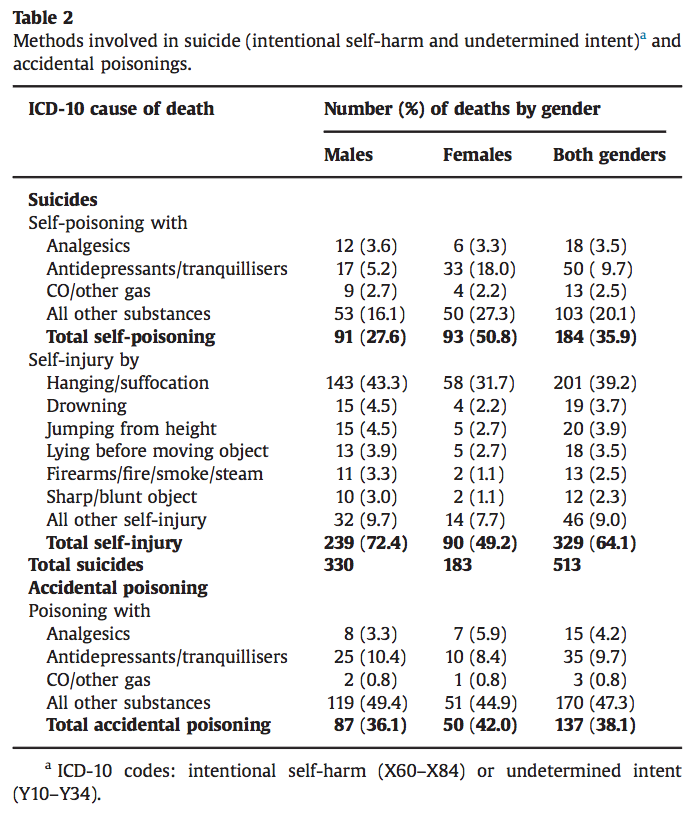 Table 2
Methods involved in suicide (intentional self-harm and undetermined intent)a and
accidental poisonings.
ICD-10 cause of death Number (%) of deaths by gender
Males Females Both genders
Suicides
Self-poisoning with
Analgesics 12 (3.6) 6 (3.3) 18 (3.5)
Antidepressants/tranquillisers 17 (5.2) 33 (18.0) 50 ( 9.7)
CO/other gas 9 (2.7) 4 (2.2) 13 (2.5)
All other substances 53 (16.1) 50 (27.3) 103 (20.1)
Total self-poisoning 91 (27.6) 93 (50.8) 184 (35.9)
Self-injury by
Hanging/suffocation 143 (43.3) 58 (31.7) 201 (39.2)
Drowning 15 (4.5) 4 (2.2) 19 (3.7)
Jumping from height 15 (4.5) 5 (2.7) 20 (3.9)
Lying before moving object 13 (3.9) 5 (2.7) 18 (3.5)
Firearms/fire/smoke/steam 11 (3.3) 2 (1.1) 13 (2.5)
Sharp/blunt object 10 (3.0) 2 (1.1) 12 (2.3)
All other self-injury 32 (9.7) 14 (7.7) 46 (9.0)
Total self-injury 239 (72.4) 90 (49.2) 329 (64.1)
Total suicides 330 183 513
Accidental poisoning
Poisoning with
Analgesics 8 (3.3) 7 (5.9) 15 (4.2)
Antidepressants/tranquillisers 25 (10.4) 10 (8.4) 35 (9.7)
CO/other gas 2 (0.8) 1 (0.8) 3 (0.8)
All other substances 119 (49.4) 51 (44.9) 170 (47.3)
Total accidental poisoning 87 (36.1) 50 (42.0) 137 (38.1)
a ICD-10 codes: intentional self-harm (X60–X84) or undetermined intent
(Y10–Y34).